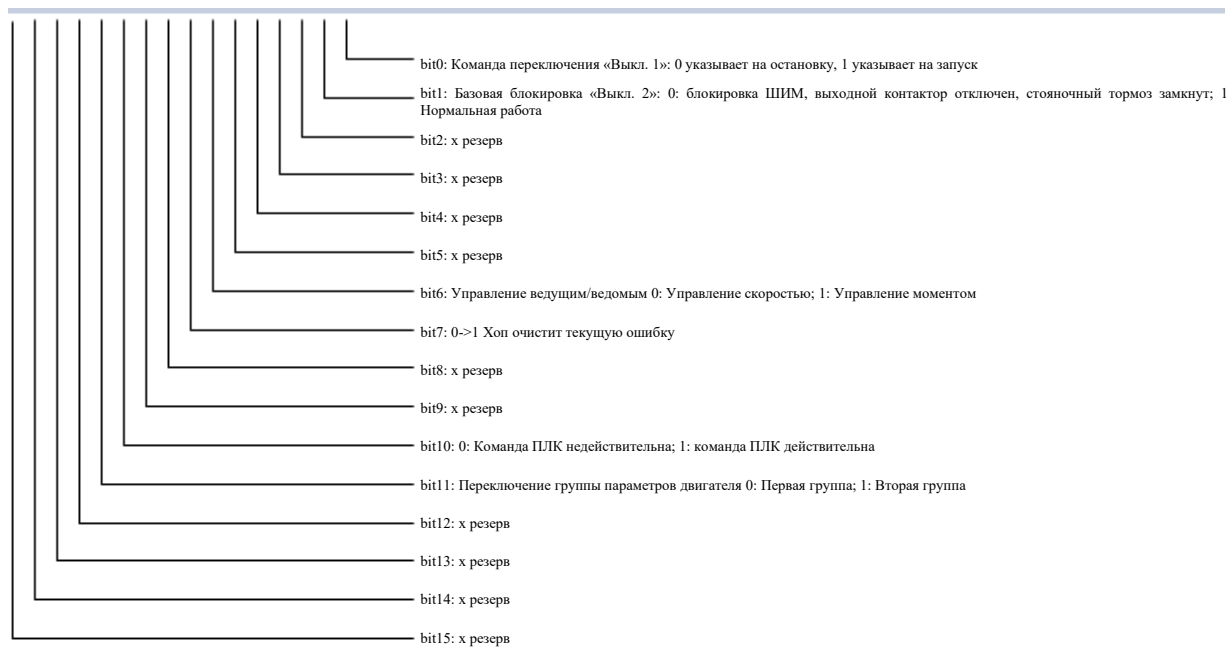 bit0: Команда переключения «Выкл. 1»: 0 указывает на остановку, 1 указывает на запуск
bit1: Базовая блокировка «Выкл. 2»: 0: блокировка ШИМ, выходной контактор отключен, стояночный тормоз замкнут; 1
Нормальная работа
bit2: x резерв
bit3: x резерв
bit4: x резерв
bit5: x резерв
bit6: Управление ведущим/ведомым 0: Управление скоростью; 1: Управление моментом
bit7: 0->1 Хоп очистит текущую ошибку
bit8: x резерв
bit9: x резерв
bit10: 0: Команда ПЛК недействительна; 1: команда ПЛК действительна
bit11: Переключение группы параметров двигателя 0: Первая группа; 1: Вторая группа
bit12: x резерв
bit13: x резерв
bit14: x резерв
bit15: x резерв